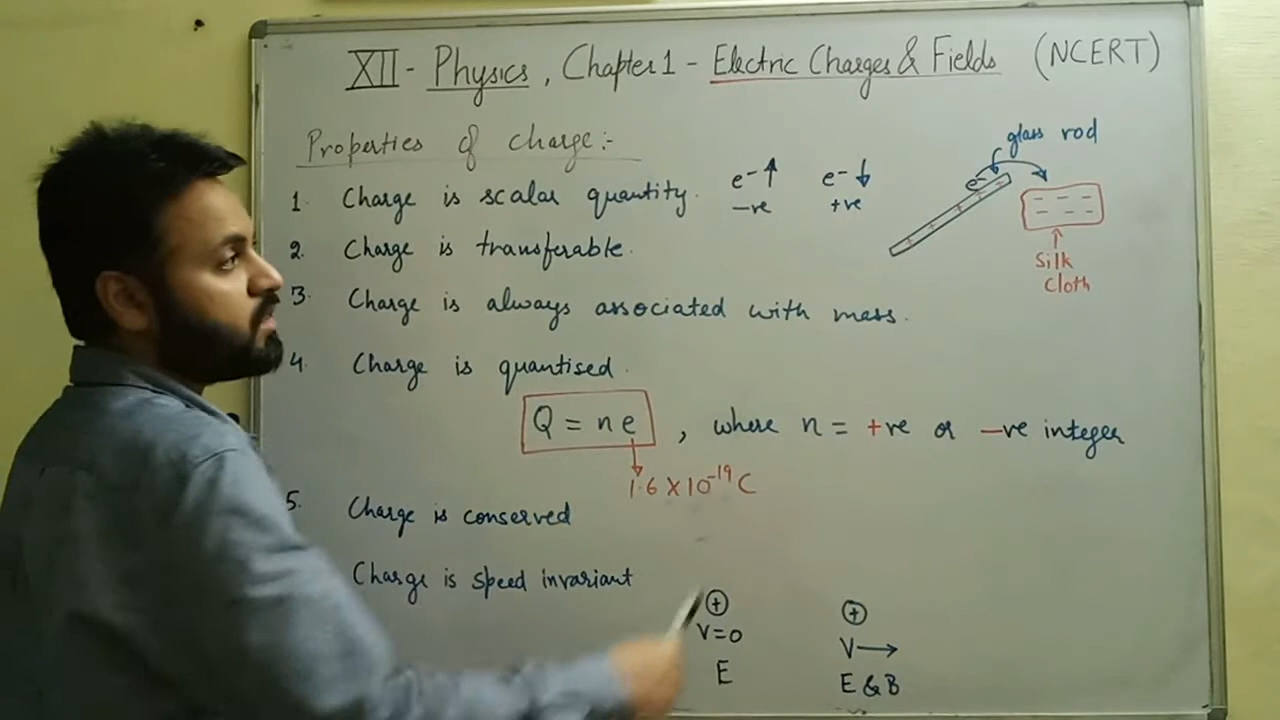 XII - Physics, Chapter 1 - Electric Charges & Fields (NCERT)
Properties of charge:-
1. Charge is scalar quantity.
e-↑ e-↓
-ve +ve
glass rod
e-
+ + + +
- - -
- - -
Silk
Cloth
2. Charge is transferable.
3. Charge is always associated with mass.
4. Charge is quantised.
Q = ne, where n = +ve or -ve integer
1.6 X 10^-19 C
5. Charge is conserved
Charge is speed invariant
+ +
V=0 V→
E E & B